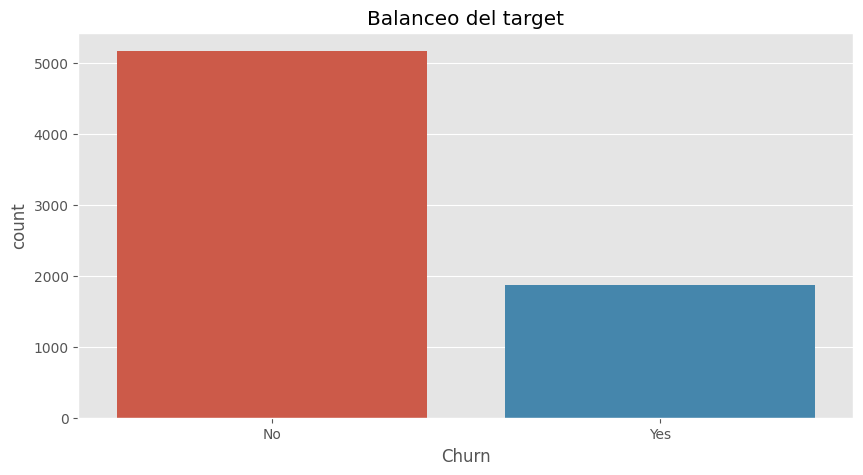 Balanceo del target
5000
4000
3000
2000
1000
0
count
No
Yes
Churn